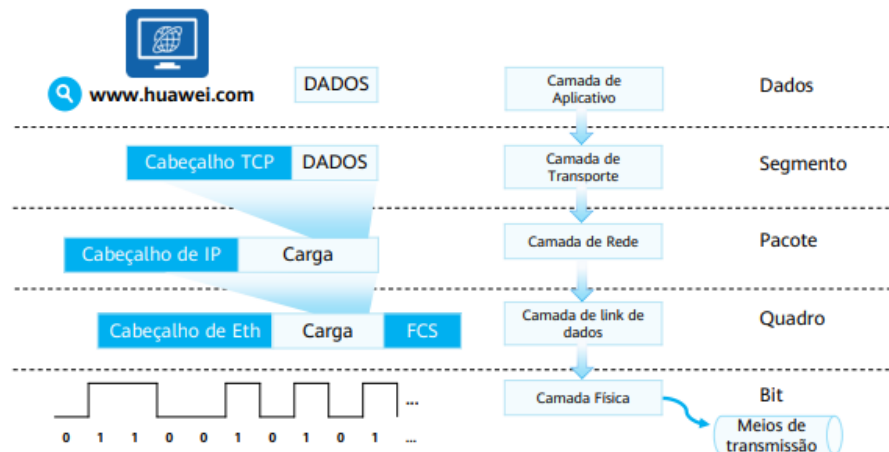 www.huawei.com
DADOS
Camada de
Aplicativo
Dados
Cabeçalho TCP
DADOS
Camada de
Transporte
Segmento
Cabeçalho de IP
Carga
Camada de Rede
Pacote
Cabeçalho de Eth
Carga
FCS
Camada de link de
dados
Quadro
...
0 1 1 0 0 1 0 1 0 1 ...
Camada Física
Bit
Meios de
transmissão